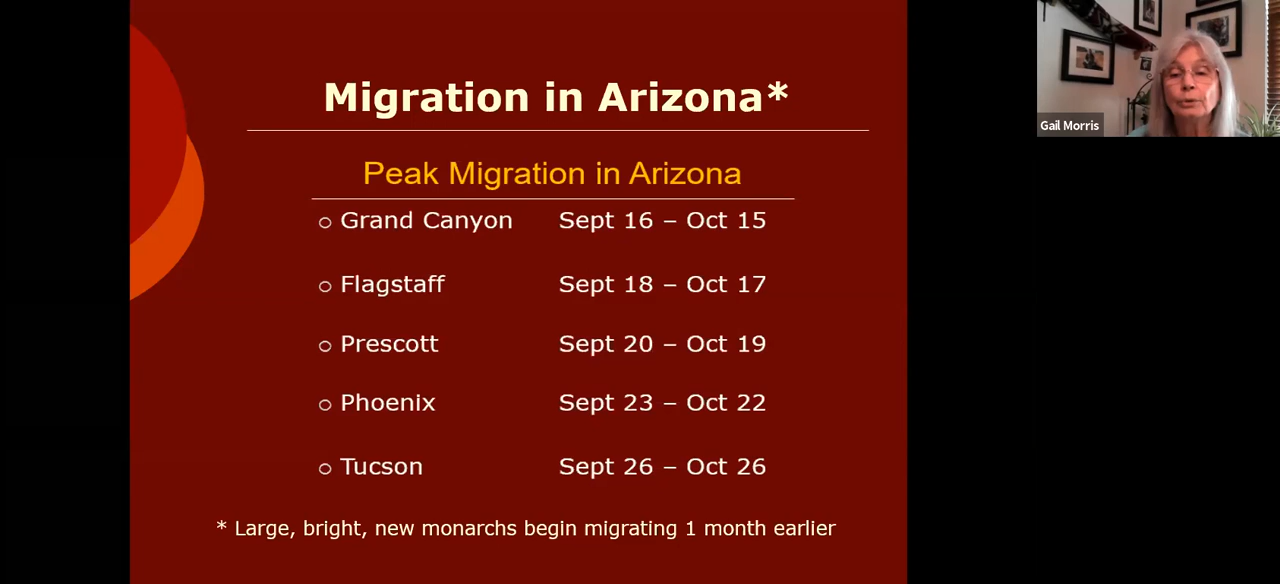 Migration in Arizona*
Peak Migration in Arizona
Grand Canyon Sept 16 – Oct 15
Flagstaff Sept 18 – Oct 17
Prescott Sept 20 – Oct 19
Phoenix Sept 23 – Oct 22
Tucson Sept 26 – Oct 26
* Large, bright, new monarchs begin migrating 1 month earlier
Gail Morris